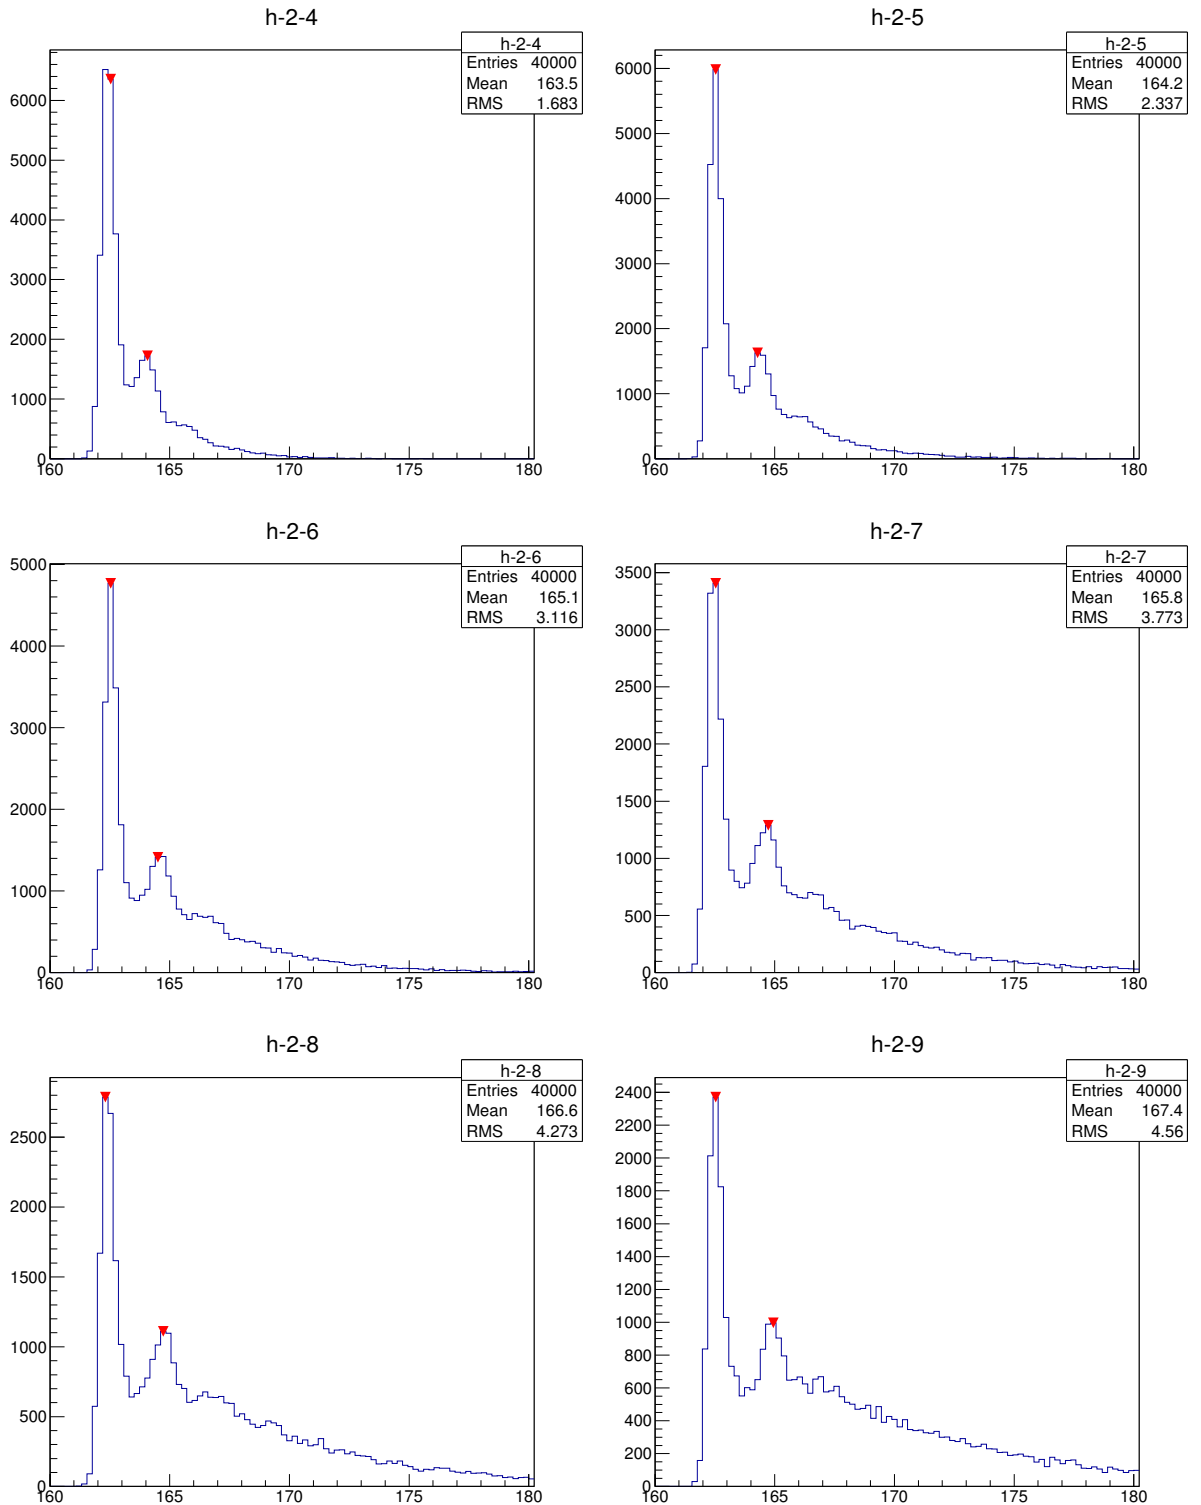 h-2-4
h-2-4
Entries 40000
Mean 163.5
RMS 1.683
6000
5000
4000
3000
2000
1000
0
160 165 170 175 180
h-2-5
h-2-5
Entries 40000
Mean 164.2
RMS 2.337
6000
5000
4000
3000
2000
1000
0
160 165 170 175 180
h-2-6
h-2-6
Entries 40000
Mean 165.1
RMS 3.116
5000
4000
3000
2000
1000
0
160 165 170 175 180
h-2-7
h-2-7
Entries 40000
Mean 165.8
RMS 3.773
3500
3000
2500
2000
1500
1000
500
0
160 165 170 175 180
h-2-8
h-2-8
Entries 40000
Mean 166.6
RMS 4.273
2500
2000
1500
1000
500
0
160 165 170 175 180
h-2-9
h-2-9
Entries 40000
Mean 167.4
RMS 4.56
2400
2200
2000
1800
1600
1400
1200
1000
800
600
400
200
0
160 165 170 175 180